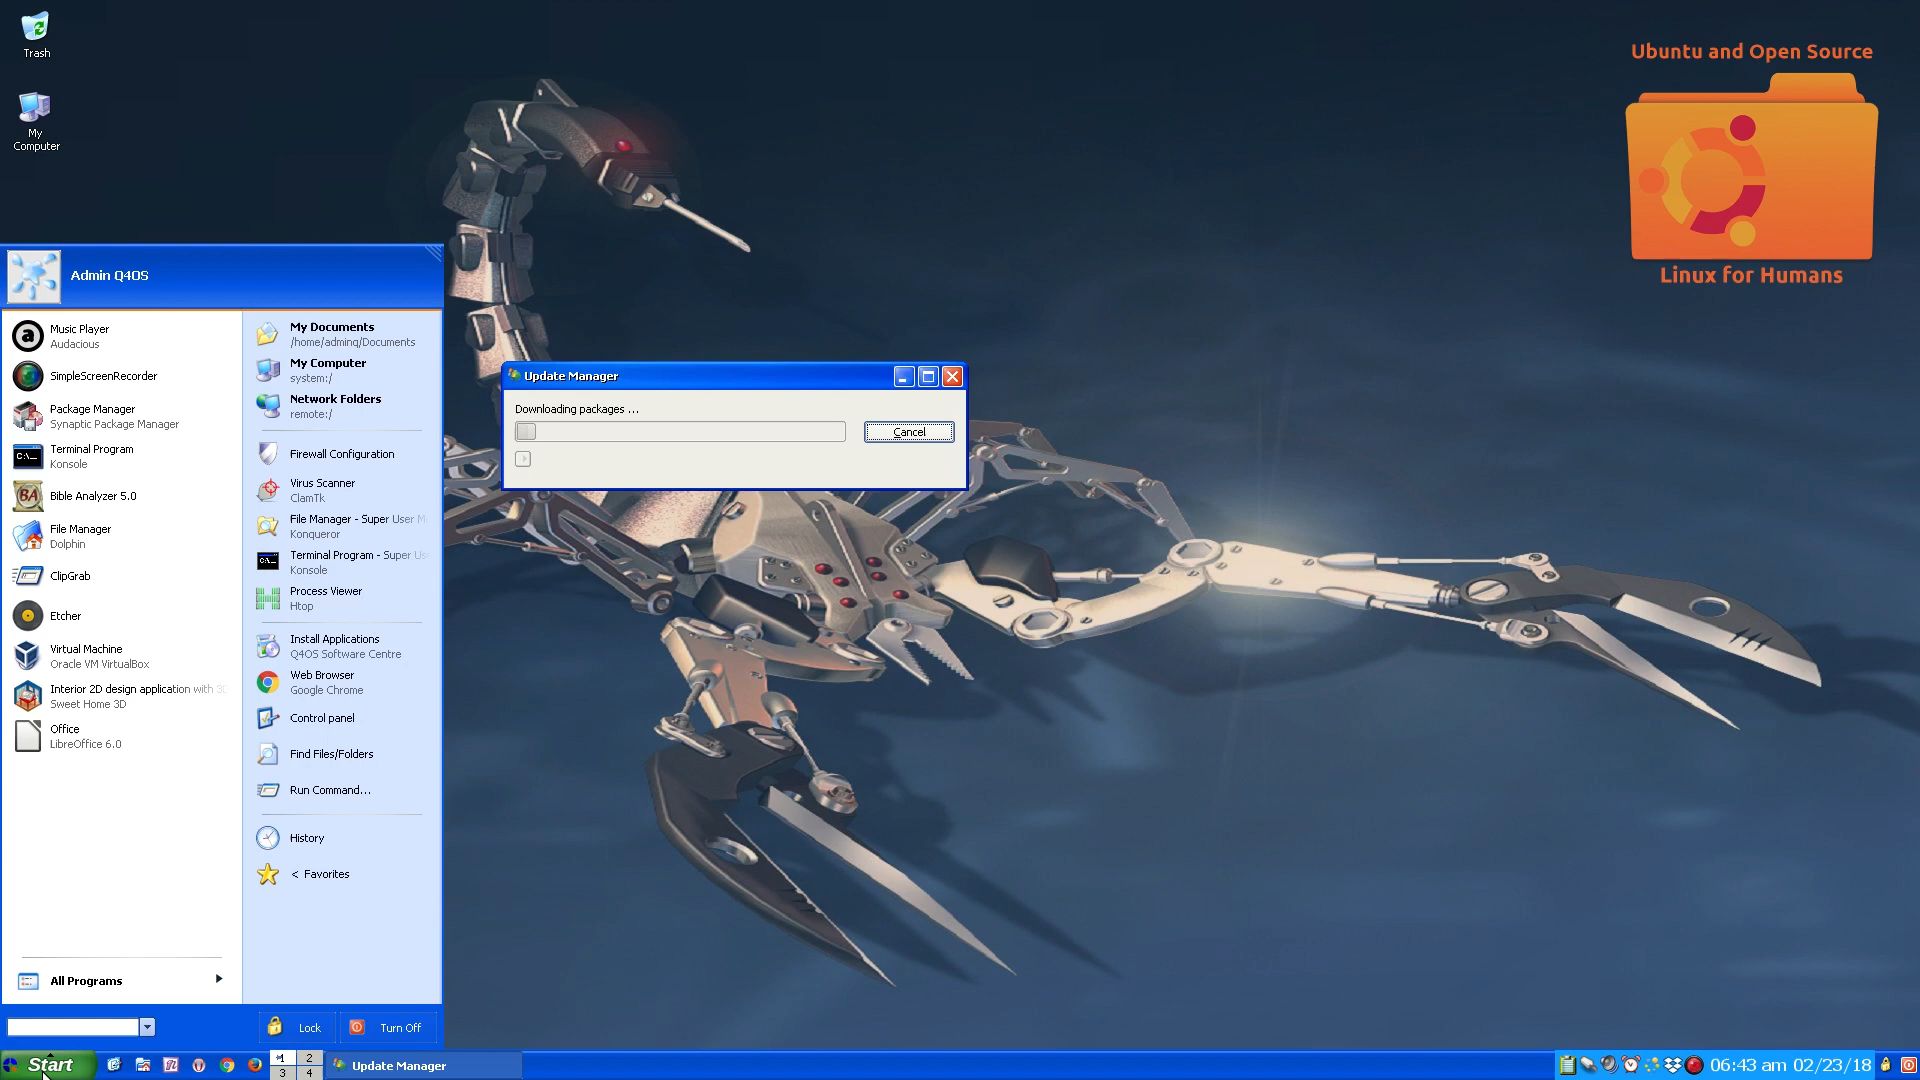 Trash
My
Computer
Ubuntu and Open Source
Linux for Humans
Admin Q4OS
Music Player
Audacious
SimpleScreenRecorder
Package Manager
Synaptic Package Manager
Terminal Program
Konsole
Bible Analyzer 5.0
File Manager
Dolphin
ClipGrab
Etcher
Virtual Machine
Oracle VM VirtualBox
Interior 2D design application with 3D
Sweet Home 3D
Office
LibreOffice 6.0
All Programs
My Documents
/home/adminq/Documents
My Computer
system:/
Network Folders
remote:/
Firewall Configuration
Virus Scanner
ClamTk
File Manager - Super User M
Konqueror
Terminal Program - Super Us
Konsole
Process Viewer
Htop
Install Applications
Q4OS Software Centre
Web Browser
Google Chrome
Control panel
Find Files/Folders
Run Command...
History
< Favorites
Lock
Turn Off
Update Manager
Downloading packages ...
Cancel
Start
1
2
3
4
Update Manager
06:43 am 02/23/18